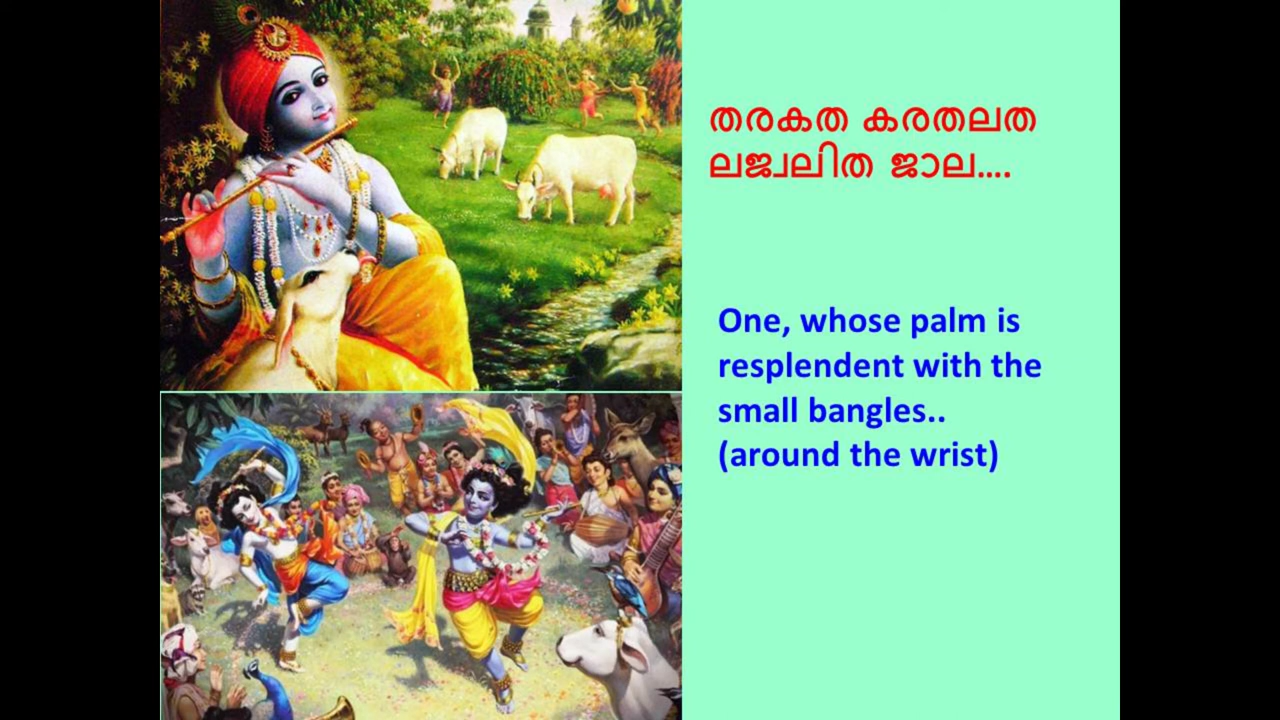 തരകത കരതലത
ലജ്വലിത ജാല....
One, whose palm is
resplendent with the
small bangles..
(around the wrist)